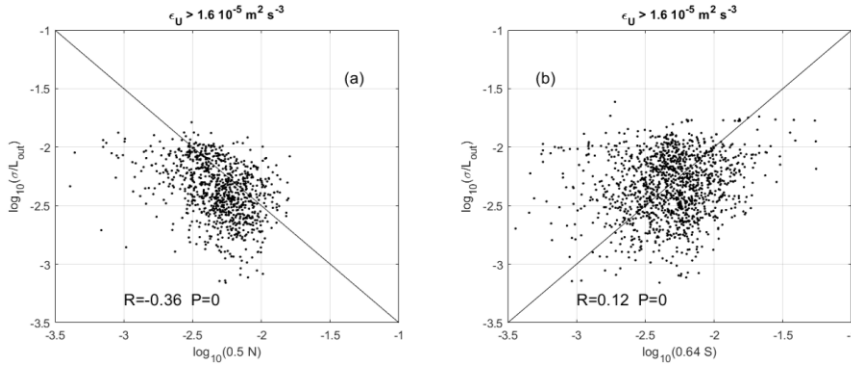 ϵ_U > 1.6 10^-5 m^2 s^-3
-1
-1.5
-2
-2.5
-3
-3.5
log_10(σ/L_out)
(a)
R=-0.36 P=0
-3.5 -3 -2.5 -2 -1.5 -1
log_10(0.5 N)
ϵ_U > 1.6 10^-5 m^2 s^-3
-1
-1.5
-2
-2.5
-3
-3.5
log_10(σ/L_out)
(b)
R=0.12 P=0
-3.5 -3 -2.5 -2 -1.5 -1
log_10(0.64 S)